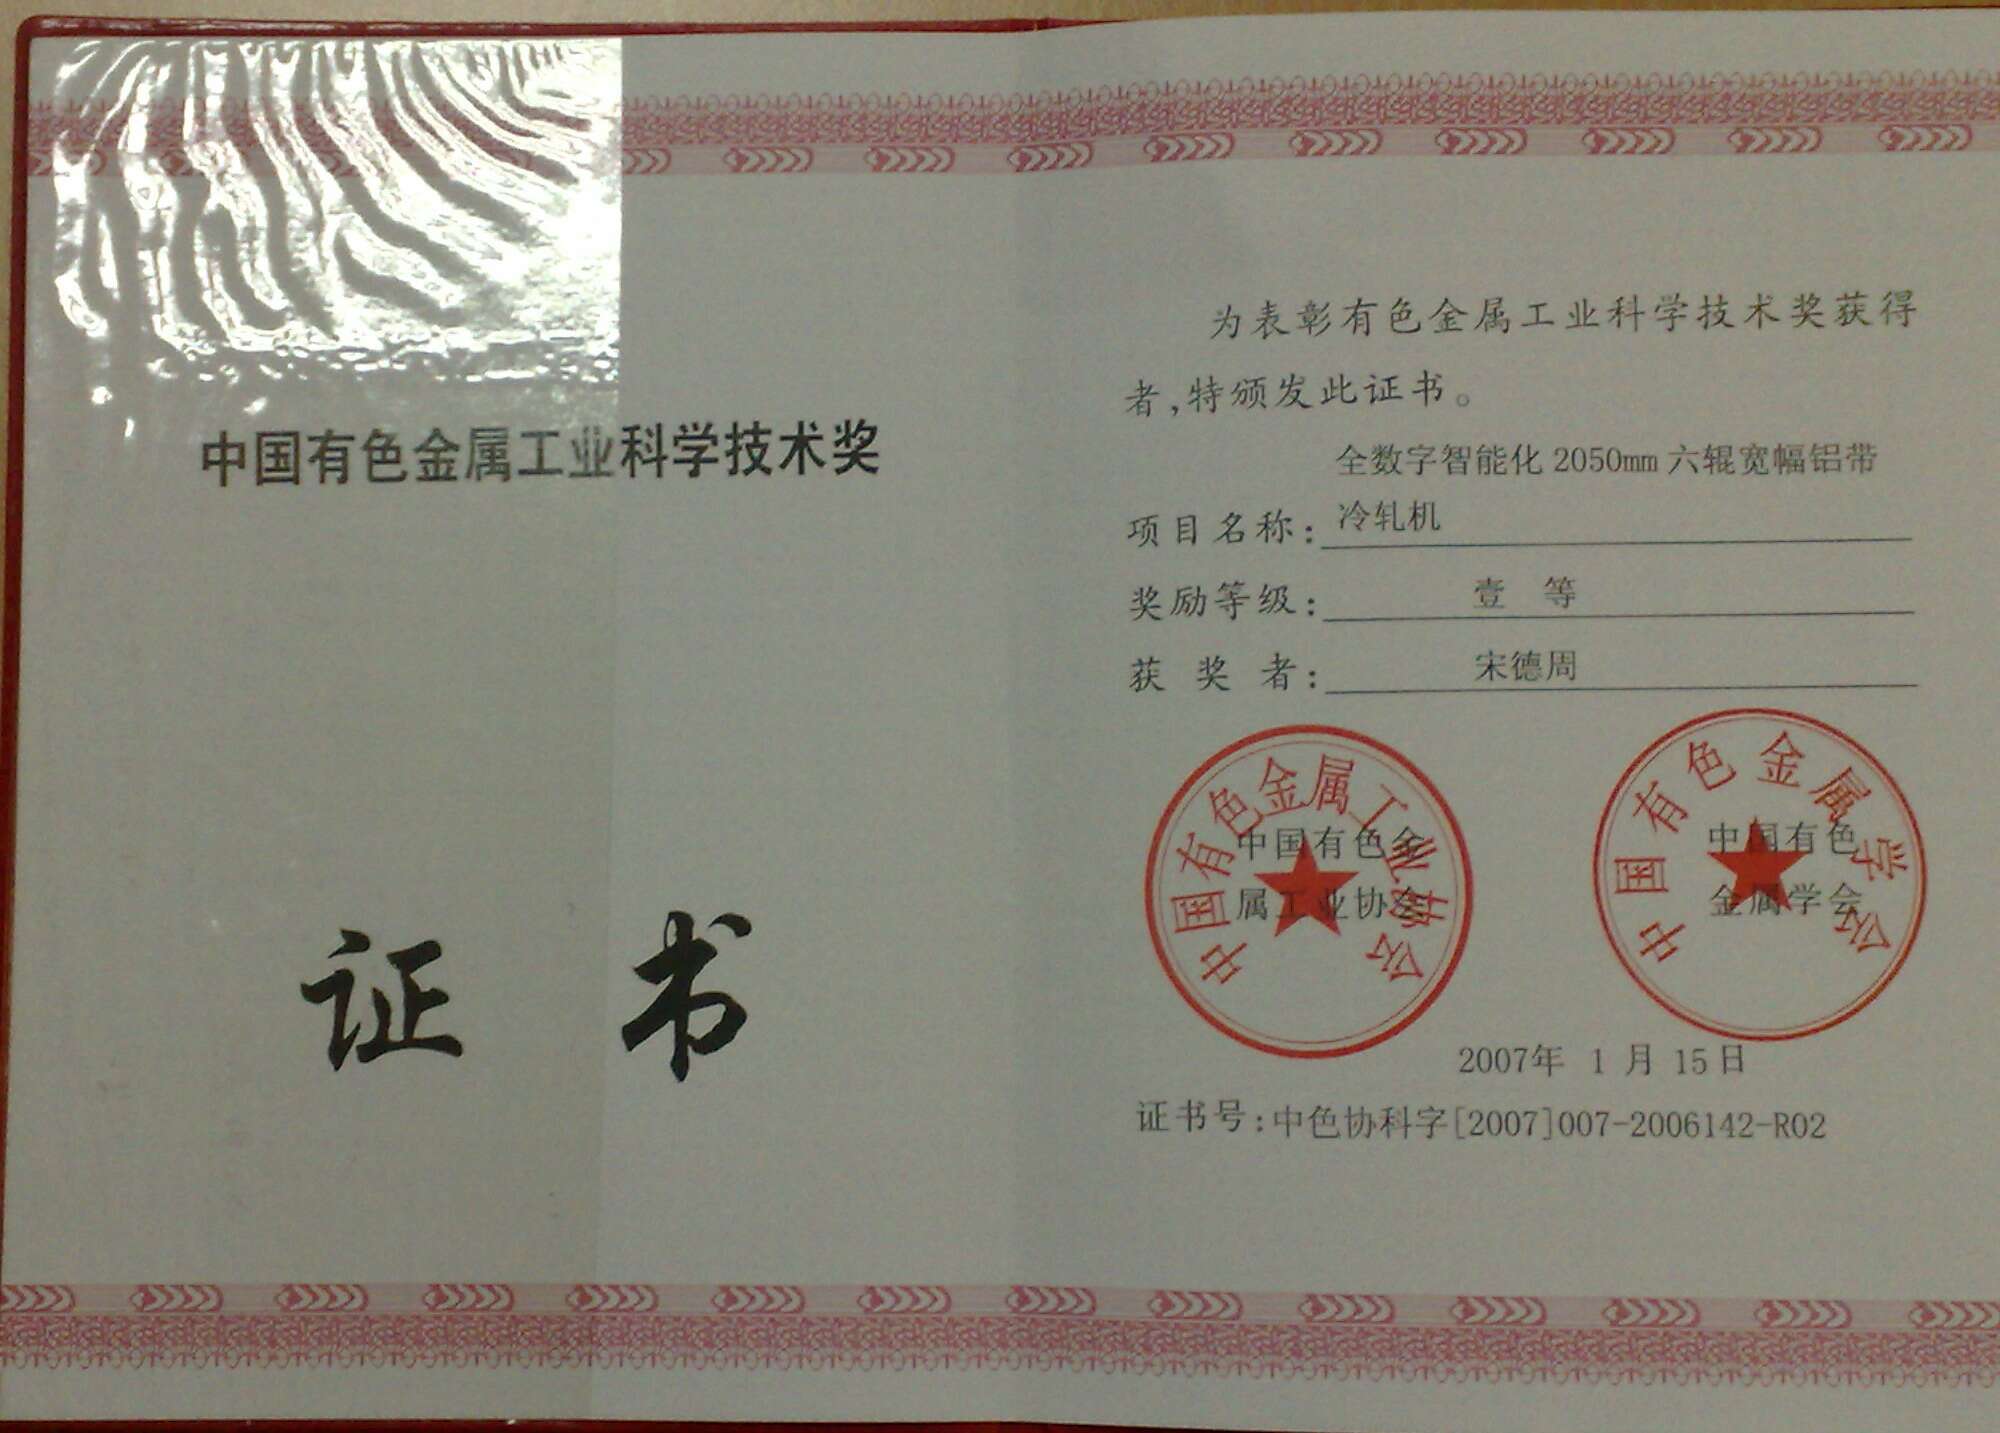 中国有色金属工业科学技术奖
证书
为表彰有色金属工业科学技术奖获得
者,特颁发此证书。
全数字智能化2050mm六辊宽幅铝带
项目名称:冷轧机
奖励等级:壹 等
获 奖 者:宋德周
中国有色金属工业协会
中国有色金
属工业协会
中国有色金属学会
中国有色
金属学会
2007年 1 月 15日
证书号:中色协科字[2007]007-2006142-R02